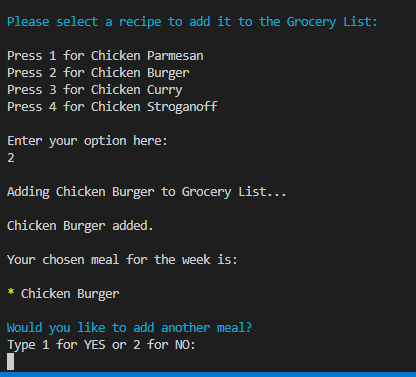 Please select a recipe to add it to the Grocery List:
Press 1 for Chicken Parmesan
Press 2 for Chicken Burger
Press 3 for Chicken Curry
Press 4 for Chicken Stroganoff
Enter your option here:
2
Adding Chicken Burger to Grocery List...
Chicken Burger added.
Your chosen meal for the week is:
* Chicken Burger
Would you like to add another meal?
Type 1 for YES or 2 for NO: